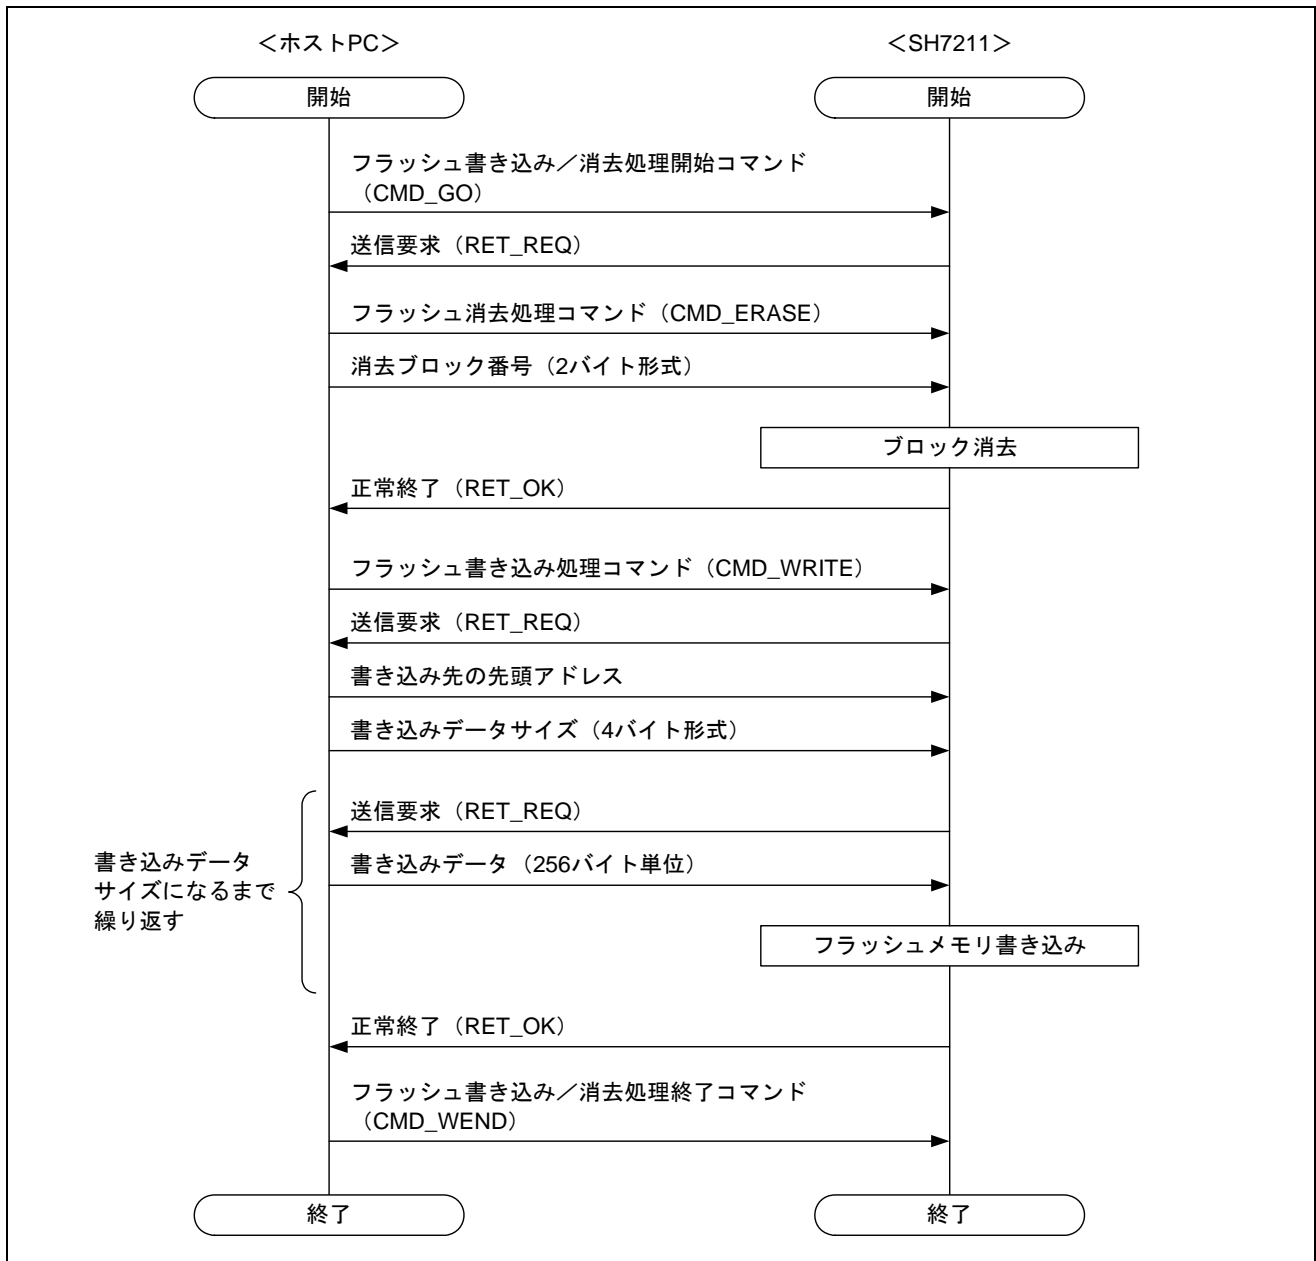 <ホストPC>
<SH7211>
開始
開始
フラッシュ書き込み/消去処理開始コマンド
(CMD_GO)
送信要求(RET_REQ)
フラッシュ消去処理コマンド(CMD_ERASE)
消去ブロック番号(2バイト形式)
ブロック消去
正常終了(RET_OK)
フラッシュ書き込み処理コマンド(CMD_WRITE)
送信要求(RET_REQ)
書き込み先の先頭アドレス
書き込みデータサイズ(4バイト形式)
送信要求(RET_REQ)
書き込みデータ(256バイト単位)
書き込みデータ
サイズになるまで
繰り返す
フラッシュメモリ書き込み
正常終了(RET_OK)
フラッシュ書き込み/消去処理終了コマンド
(CMD_WEND)
終了
終了